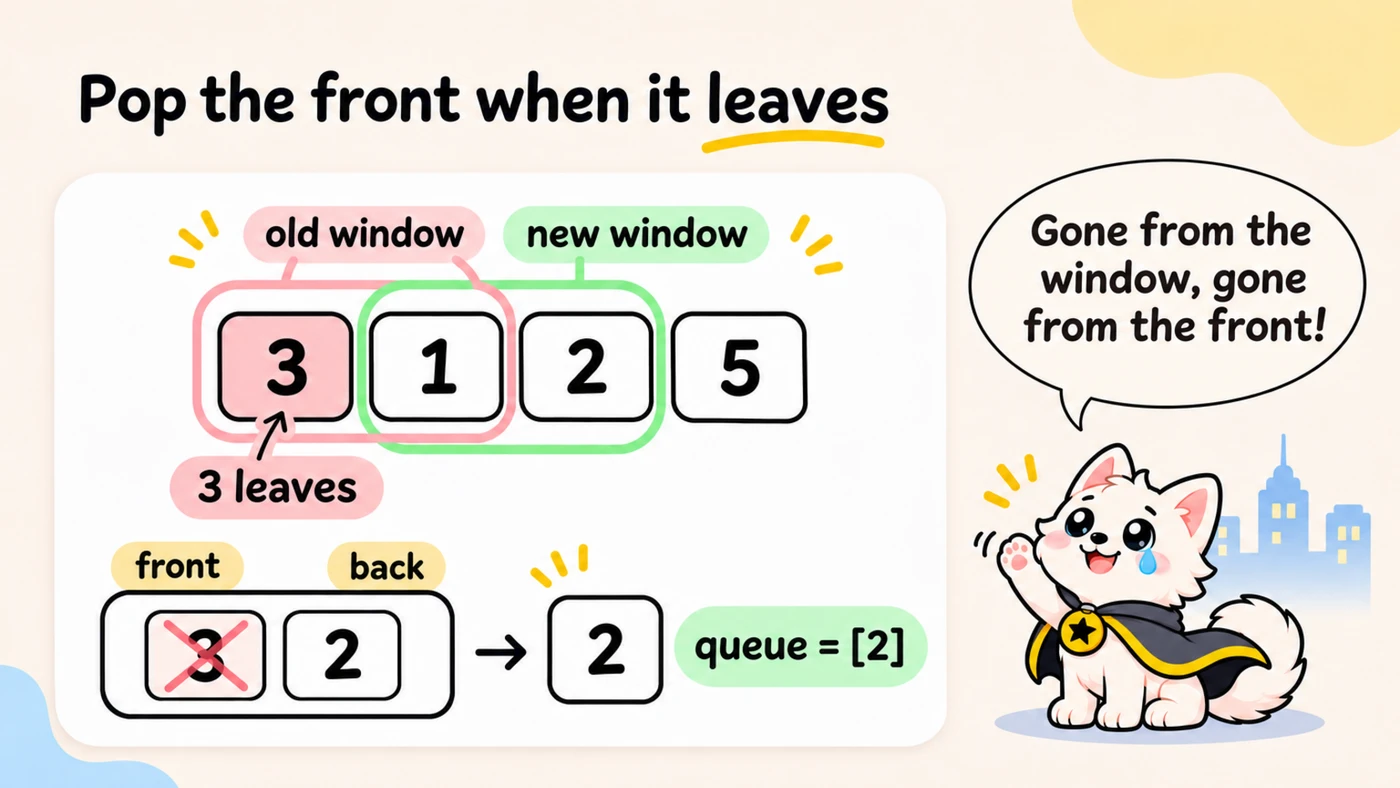 Pop the front when it leaves
old window
new window
3
1
2
5
3 leaves
front
back
3
2
2
queue = [2]
Gone from the
window, gone
from the front!